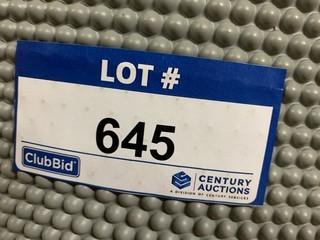 LOT #
645
ClubBid
CENTURY
AUCTIONS
A DIVISION OF CENTURY SERVICES